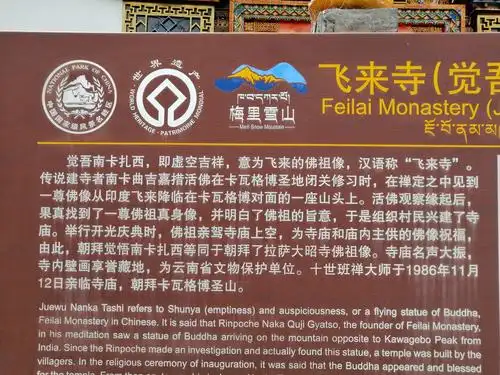 NATIONAL PARK OF CHINA
中国国家级风景名胜区
世界遗产
WORLD HERITAGE • PATRIMOINE MONDIAL
梅里雪山
Meili Snow Mountain
飞来寺(觉吾
Feilai Monastery (J
觉吾南卡扎西，即虚空吉祥，意为飞来的佛祖像，汉语称“飞来寺”。
传说建寺者南卡曲吉嘉措活佛在卡瓦格博圣地闭关修习时，在禅定之中见到
一尊佛像从印度飞来降临在卡瓦格博对面的一座山头上。活佛观察缘起后，
果真找到了一尊佛祖真身像，并明白了佛祖的旨意，于是组织村民兴建了寺
庙。举行开光庆典时，佛祖亲驾寺庙上空，为寺庙和庙内主供的佛像祝福，
由此，朝拜觉悟南卡扎西等同于朝拜了拉萨大昭寺佛祖像。寺庙名声大振，
寺内壁画享誉藏地，为云南省文物保护单位。十世班禅大师于1986年11月
12日亲临寺庙，朝拜卡瓦格博圣山。
Juewu Nanka Tashi refers to Shunya (emptiness) and auspiciousness, or a flying statue of Buddha,
Feilai Monastery in Chinese. It is said that Rinpoche Naka Quji Gyatso, the founder of Feilai Monastery,
in his meditation saw a statue of Buddha arriving on the mountain opposite to Kawagebo Peak from
India. Since the Rinpoche made an investigation and actually found this statue, a temple was built by the
villagers. In the religious ceremony of inauguration, it was said that the Buddha appeared and blessed